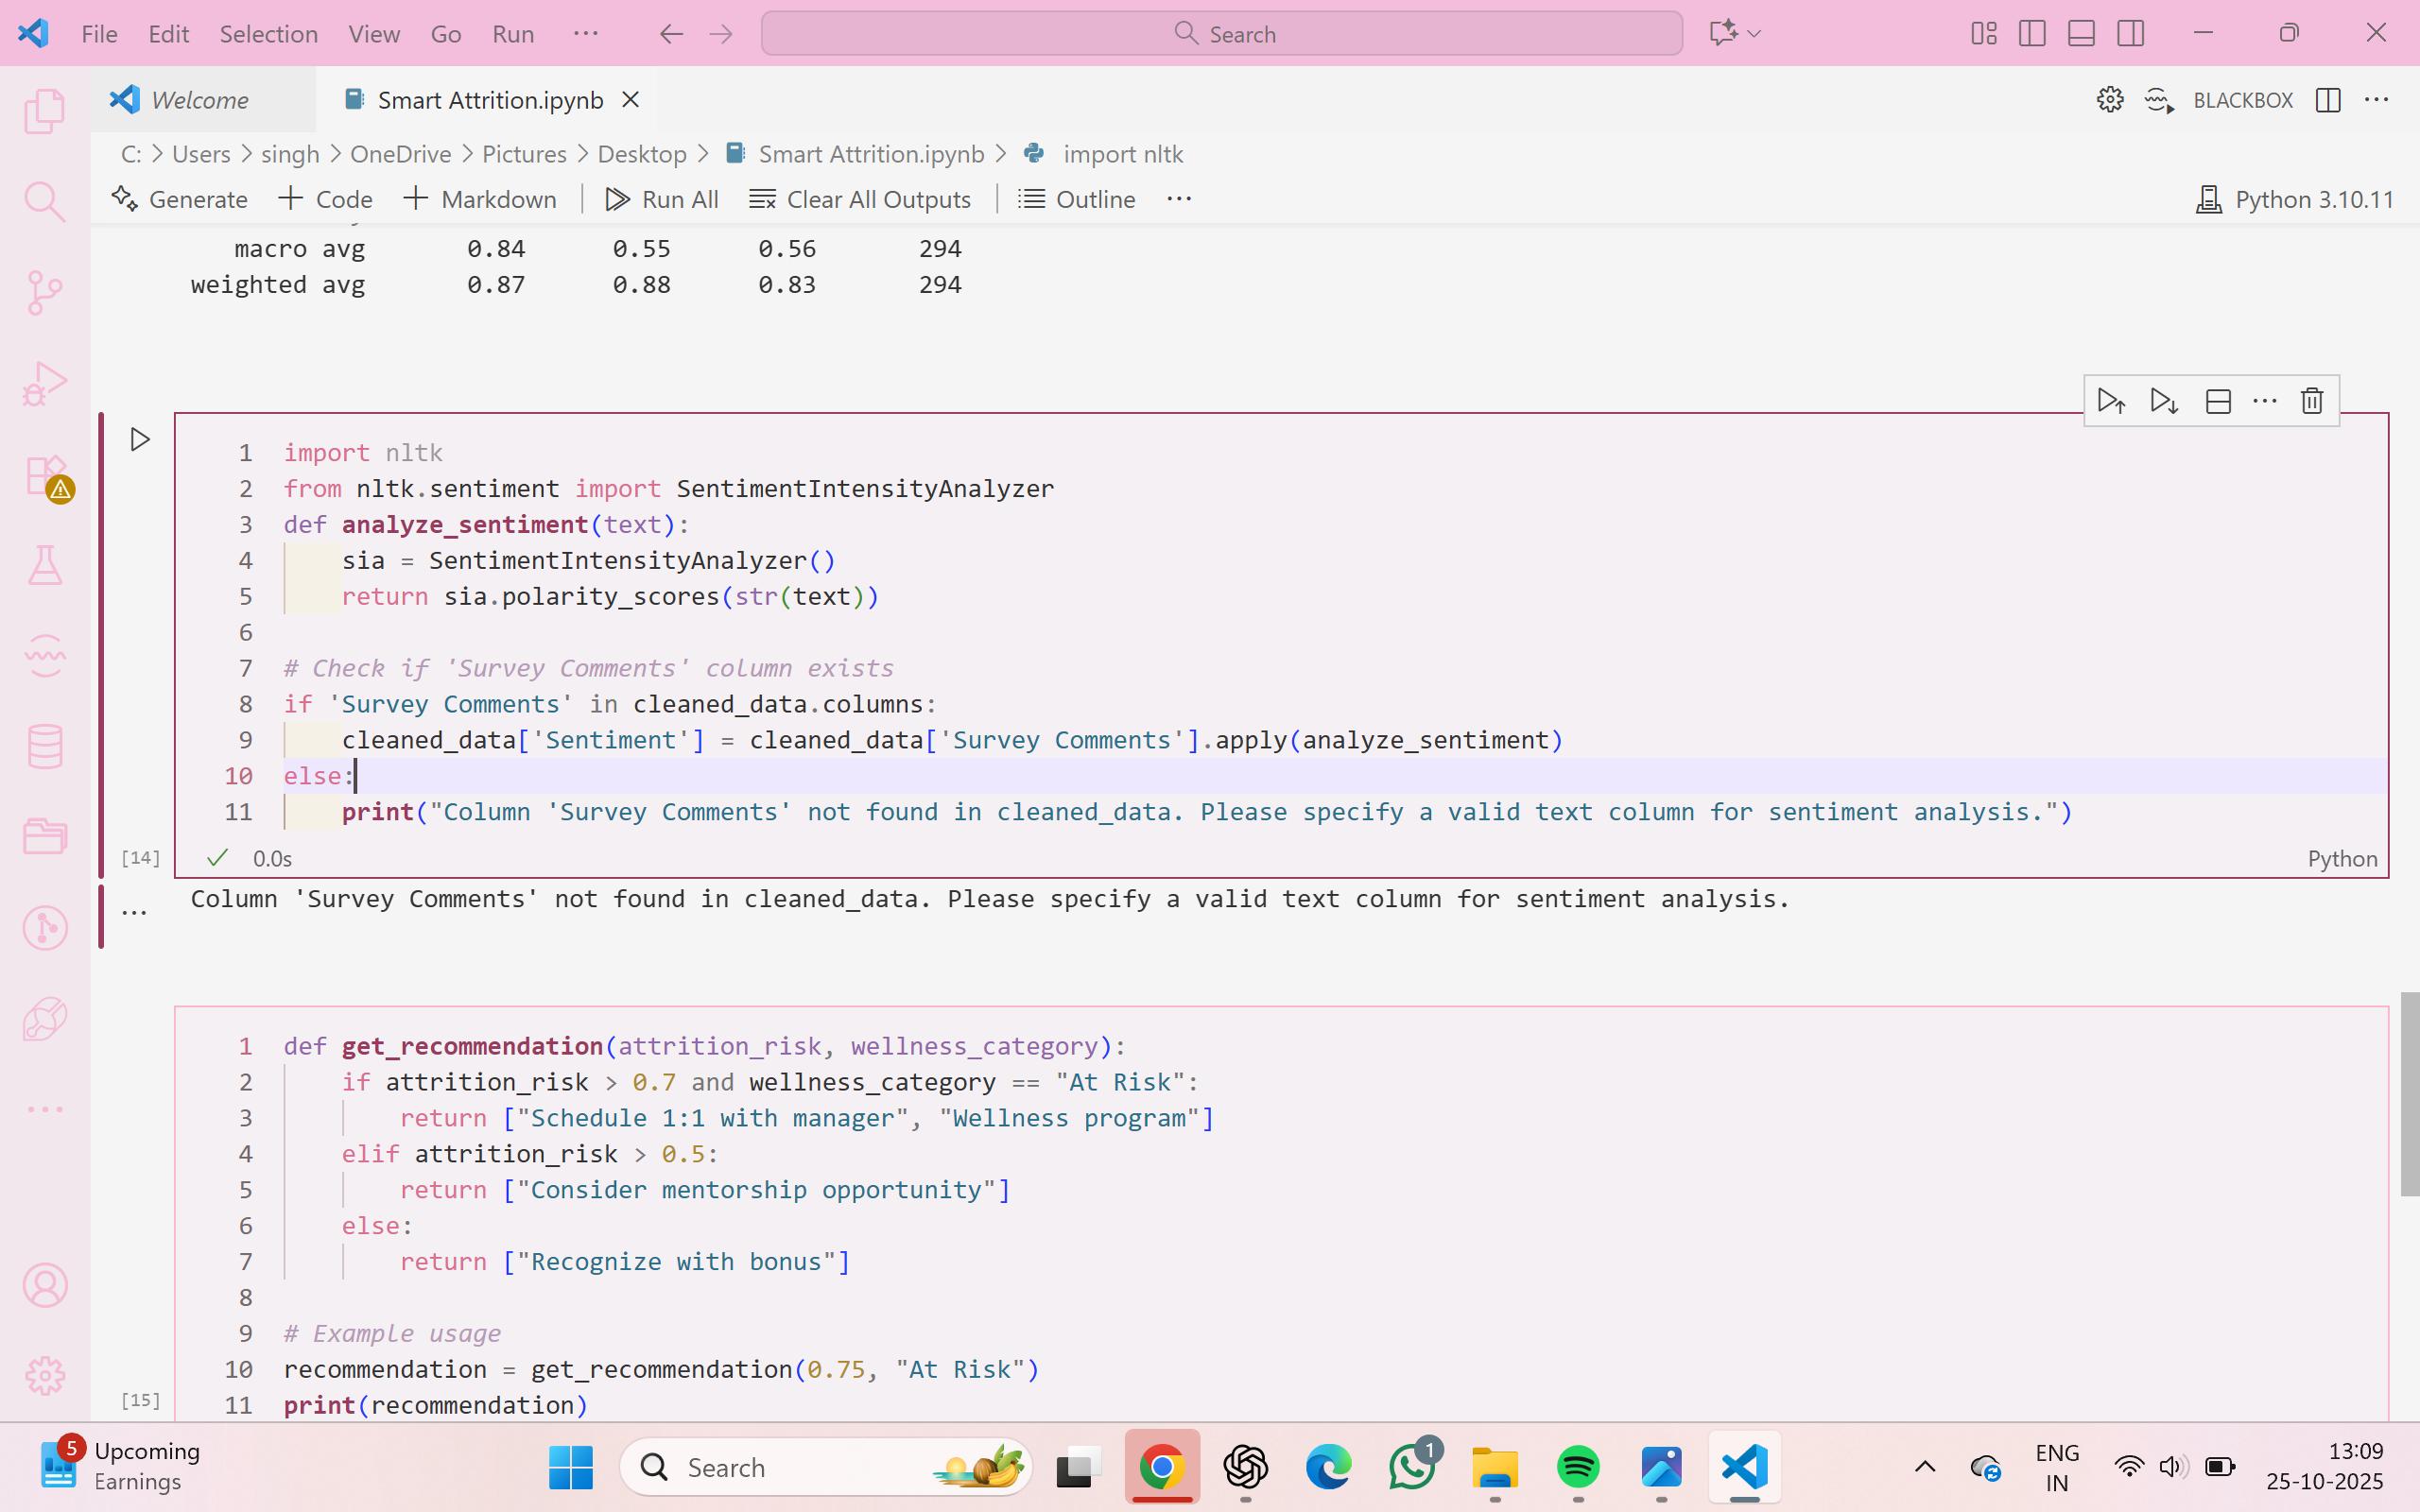 File Edit Selection View Go Run ... Search
Welcome Smart Attrition.ipynb BLACKBOX
C: > Users > singh > OneDrive > Pictures > Desktop > Smart Attrition.ipynb > import nltk
Generate + Code + Markdown | Run All Clear All Outputs | Outline ... Python 3.10.11
macro avg 0.84 0.55 0.56 294
weighted avg 0.87 0.88 0.83 294
1 import nltk
2 from nltk.sentiment import SentimentIntensityAnalyzer
3 def analyze_sentiment(text):
4 sia = SentimentIntensityAnalyzer()
5 return sia.polarity_scores(str(text))
6
7 # Check if 'Survey Comments' column exists
8 if 'Survey Comments' in cleaned_data.columns:
9 cleaned_data['Sentiment'] = cleaned_data['Survey Comments'].apply(analyze_sentiment)
10 else:
11 print("Column 'Survey Comments' not found in cleaned_data. Please specify a valid text column for sentiment analysis.")
[14] 0.0s Python
... Column 'Survey Comments' not found in cleaned_data. Please specify a valid text column for sentiment analysis.
1 def get_recommendation(attrition_risk, wellness_category):
2 if attrition_risk > 0.7 and wellness_category == "At Risk":
3 return ["Schedule 1:1 with manager", "Wellness program"]
4 elif attrition_risk > 0.5:
5 return ["Consider mentorship opportunity"]
6 else:
7 return ["Recognize with bonus"]
8
9 # Example usage
10 recommendation = get_recommendation(0.75, "At Risk")
[15]
11 print(recommendation)
5 Upcoming
Earnings
Search
1
ENG
IN
13:09
25-10-2025